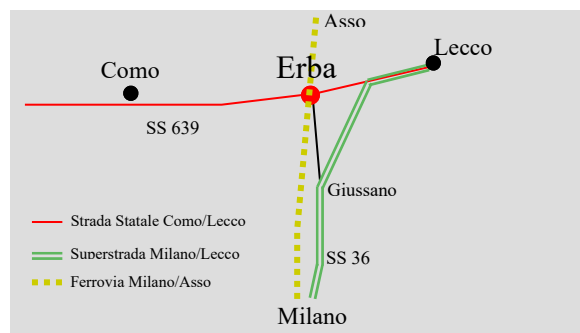 Asso
Lecco
Erba
Como
SS 639
Giussano
Strada Statale Como/Lecco
Superstrada Milano/Lecco
SS 36
Ferrovia Milano/Asso
Milano